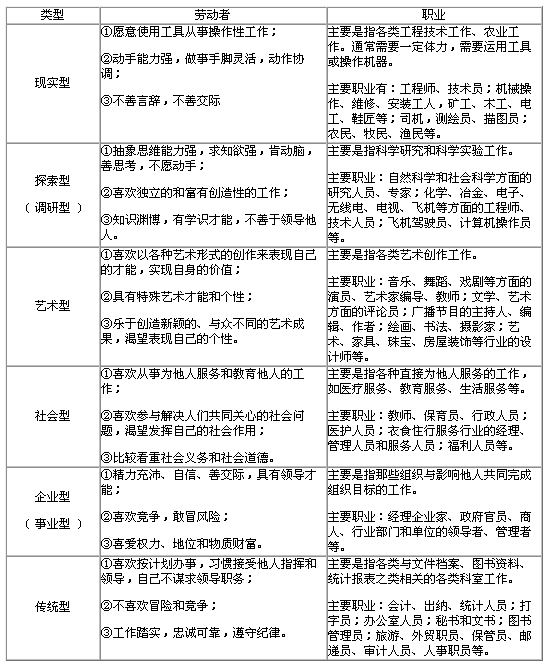 类型
劳动者
职业
现实型
①愿意使用工具从事操作性工作；
②动手能力强，做事手脚灵活，动作协
调；
③不善言辞，不善交际
主要是指各类工程技术工作、农业工
作。通常需要一定体力，需要运用工具
或操作机器。
主要职业有：工程师、技术员；机械操
作、维修、安装工人，矿工、木工、电
工、鞋匠等；司机，测绘员、描图员；
农民、牧民、渔民等。
探索型
（ 调研型 ）
①抽象思维能力强，求知欲强，肯动脑，
善思考，不愿动手；
②喜欢独立的和富有创造性的工作；
③知识渊博，有学识才能，不善于领导他
人。
主要是指科学研究和科学实验工作。
主要职业：自然科学和社会科学方面的
研究人员、专家；化学、冶金、电子、
无线电、电视、飞机等方面的工程师、
技术人员；飞机驾驶员、计算机操作员
等。
艺术型
①喜欢以各种艺术形式的创作来表现自己
的才能，实现自身的价值；
②具有特殊艺术才能和个性；
③乐于创造新颖的、与众不同的艺术成
果，渴望表现自己的个性。
主要是指各类艺术创作工作。
主要职业：音乐、舞蹈、戏剧等方面的
演员、艺术家编导、教师；文学、艺术
方面的评论员；广播节目的主持人、编
辑、作者；绘画、书法、摄影家；艺
术、家具、珠宝、房屋装饰等行业的设
计师等。
社会型
①喜欢从事为他人服务和教育他人的工
作；
②喜欢参与解决人们共同关心的社会问
题，渴望发挥自己的社会作用；
③比较看重社会义务和社会道德。
主要是指各种直接为他人服务的工作，
如医疗服务、教育服务、生活服务等。
主要职业：教师、保育员、行政人员；
医护人员；衣食住行服务行业的经理、
管理人员和服务人员；福利人员等。
企业型
（ 事业型 ）
①精力充沛、自信、善交际，具有领导才
能；
②喜欢竞争，敢冒风险；
③喜爱权力、地位和物质财富。
主要是指那些组织与影响他人共同完成
组织目标的工作。
主要职业：经理企业家、政府官员、商
人、行业部门和单位的领导者、管理者
等。
传统型
①喜欢按计划办事，习惯接受他人指挥和
领导，自己不谋求领导职务；
②不喜欢冒险和竞争；
③工作踏实，忠诚可靠，遵守纪律。
主要是指各类与文件档案、图书资料、
统计报表之类相关的各类科室工作。
主要职业：会计、出纳、统计人员；打
字员；办公室人员；秘书和文书；图书
管理员；旅游、外贸职员、保管员、邮
递员、审计人员、人事职员等。